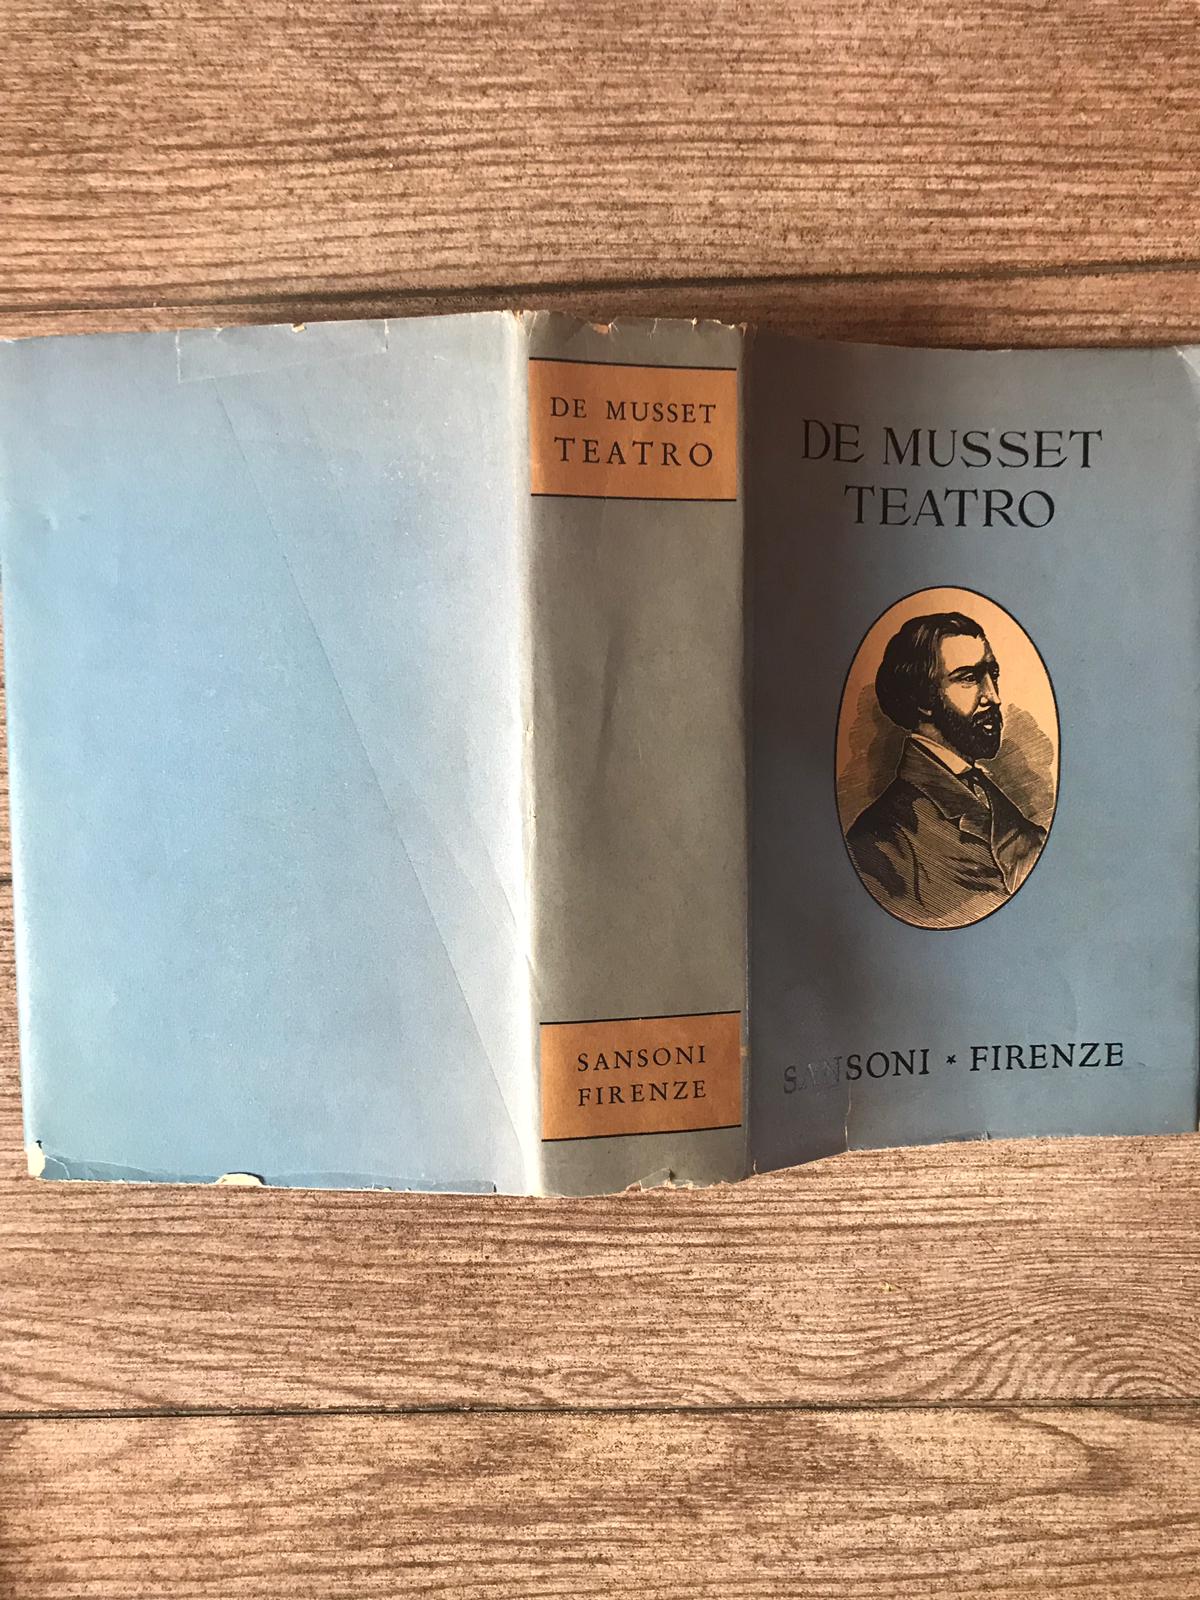 DE MUSSET
TEATRO
SANSONI
FIRENZE
DE MUSSET
TEATRO
SANSONI * FIRENZE